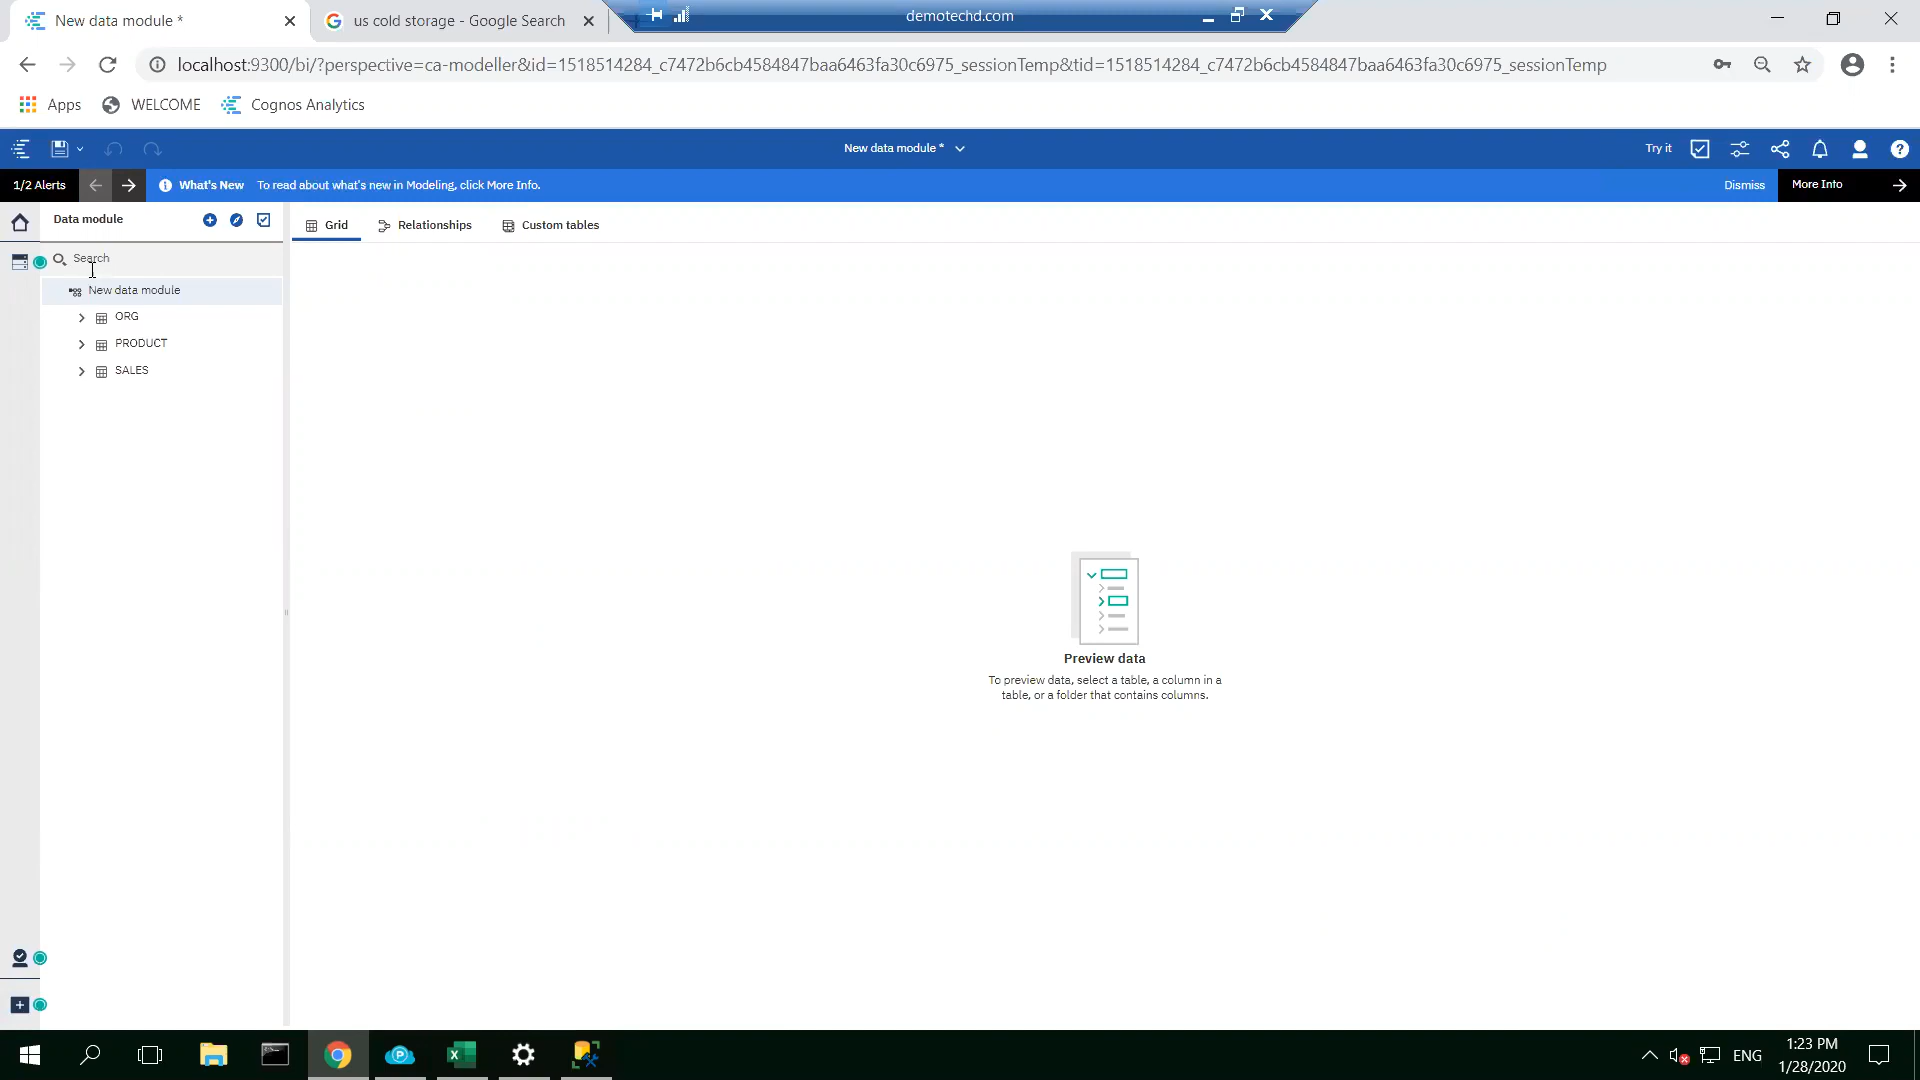 New data module *
us cold storage - Google Search
demotechd.com
localhost:9300/bi/?perspective=ca-modeller&id=1518514284_c7472b6cb4584847baa6463fa30c6975_sessionTemp&tid=1518514284_c7472b6cb4584847baa6463fa30c6975_sessionTemp
Apps
WELCOME
Cognos Analytics
New data module *
Try it
1/2 Alerts
What's New
To read about what's new in Modeling, click More Info.
Dismiss
More Info
Data module
Grid
Relationships
Custom tables
Search
New data module
ORG
PRODUCT
SALES
Preview data
To preview data, select a table, a column in a
table, or a folder that contains columns.
ENG
1:23 PM
1/28/2020